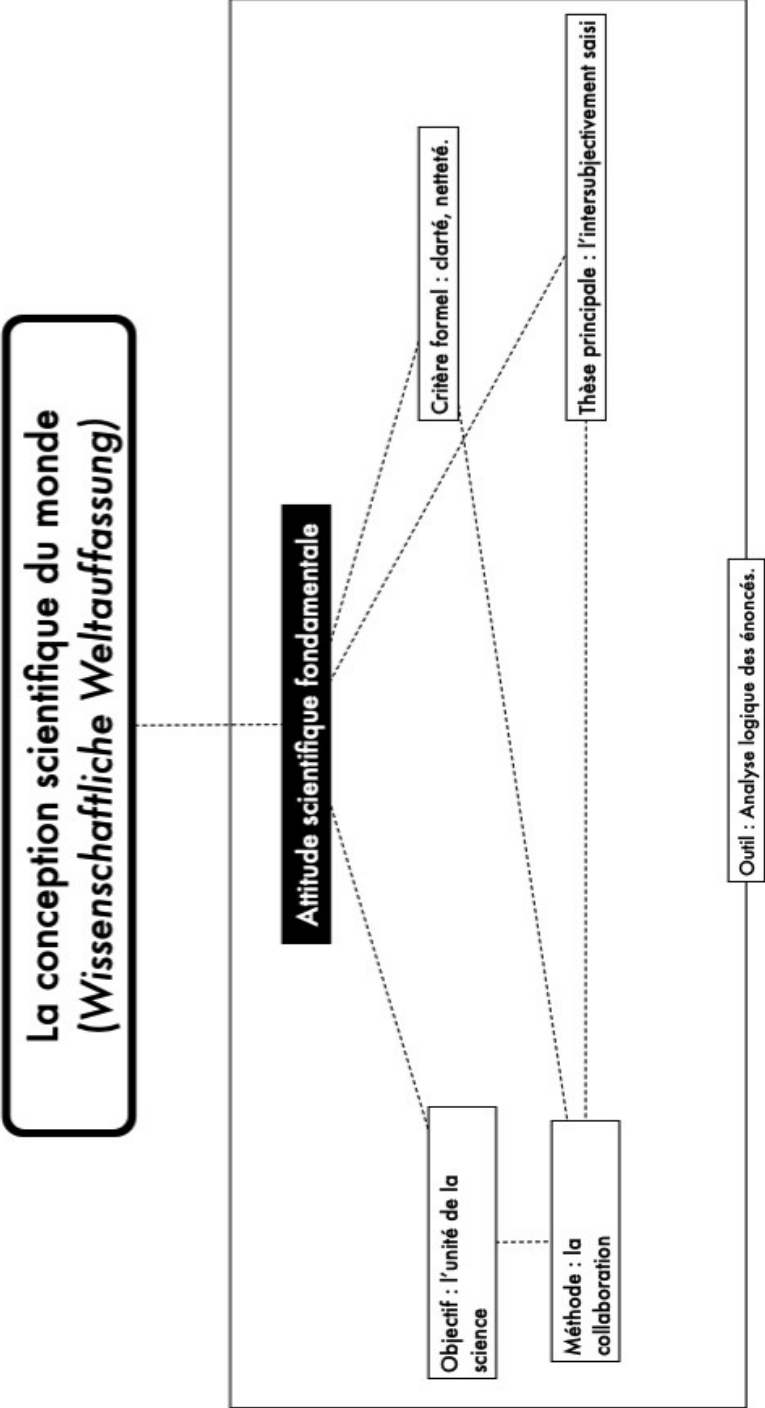 La conception scientifique du monde
(Wissenschaftliche Weltauffassung)
Attitude scientifique fondamentale
Objectif : l'unité de la
science
Critère formel : clarté, netteté.
Méthode : la
collaboration
Thèse principale : l'intersubjectivement saisi
Outil : Analyse logique des énoncés.